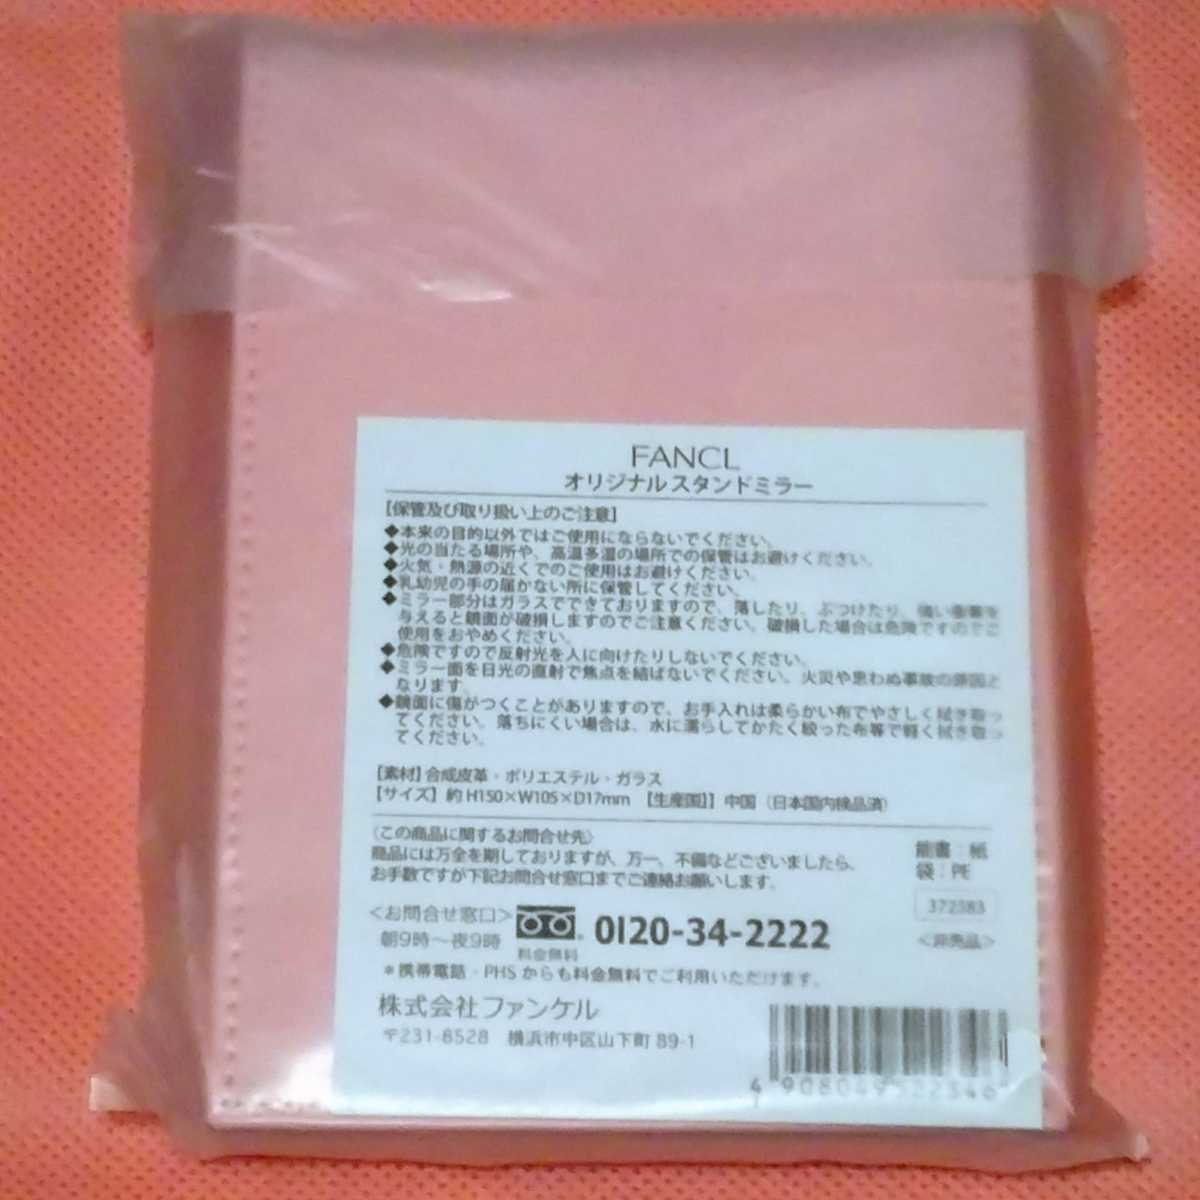 FANCL
オリジナルスタンドミラー
[保管及び取り扱い上のご注意]
◆本来の目的以外ではご使用にならないでください。
◆光の当たる場所や、高温多湿の場所での保管はお避けください。
◆火気・熱源の近くでのご使用はお避けください。
◆乳幼児の手の届かない所に保管してください。
◆ミラー部分はガラスでできておりますので、落したり、ぶつけたり、強い衝撃を
与えると鏡面が破損しますのでご注意ください。破損した場合は危険ですのでご
使用をおやめください。
◆危険ですので反射光を人に向けたりしないでください。
◆ミラー面を日光の直射で焦点を結ばないでください。火災や思わぬ事故の原因と
なります。
◆鏡面に傷がつくことがありますので、お手入れは柔らかい布でやさしく拭き取っ
てください。落ちにくい場合は、水に濡らしてかたく絞った布等で軽く拭き取っ
てください。
[素材] 合成皮革・ポリエステル・ガラス
【サイズ】約 H150×W105×D17mm 【生産国】】中国（日本国内検品済）
〈この商品に関するお問合せ先〉
商品には万全を期しておりますが、万一、不備などございましたら、
お手数ですが下記お問合せ窓口までご連絡お願いします。
能書：紙
袋：PE
372383
＜非売品＞
＜お問合せ窓口＞
朝9時～夜9時
料金無料
0120-34-2222
＊携帯電話・PHSからも料金無料でご利用いただけます。
株式会社ファンケル
〒231-8528 横浜市中区山下町 89-1
4 908049 322346